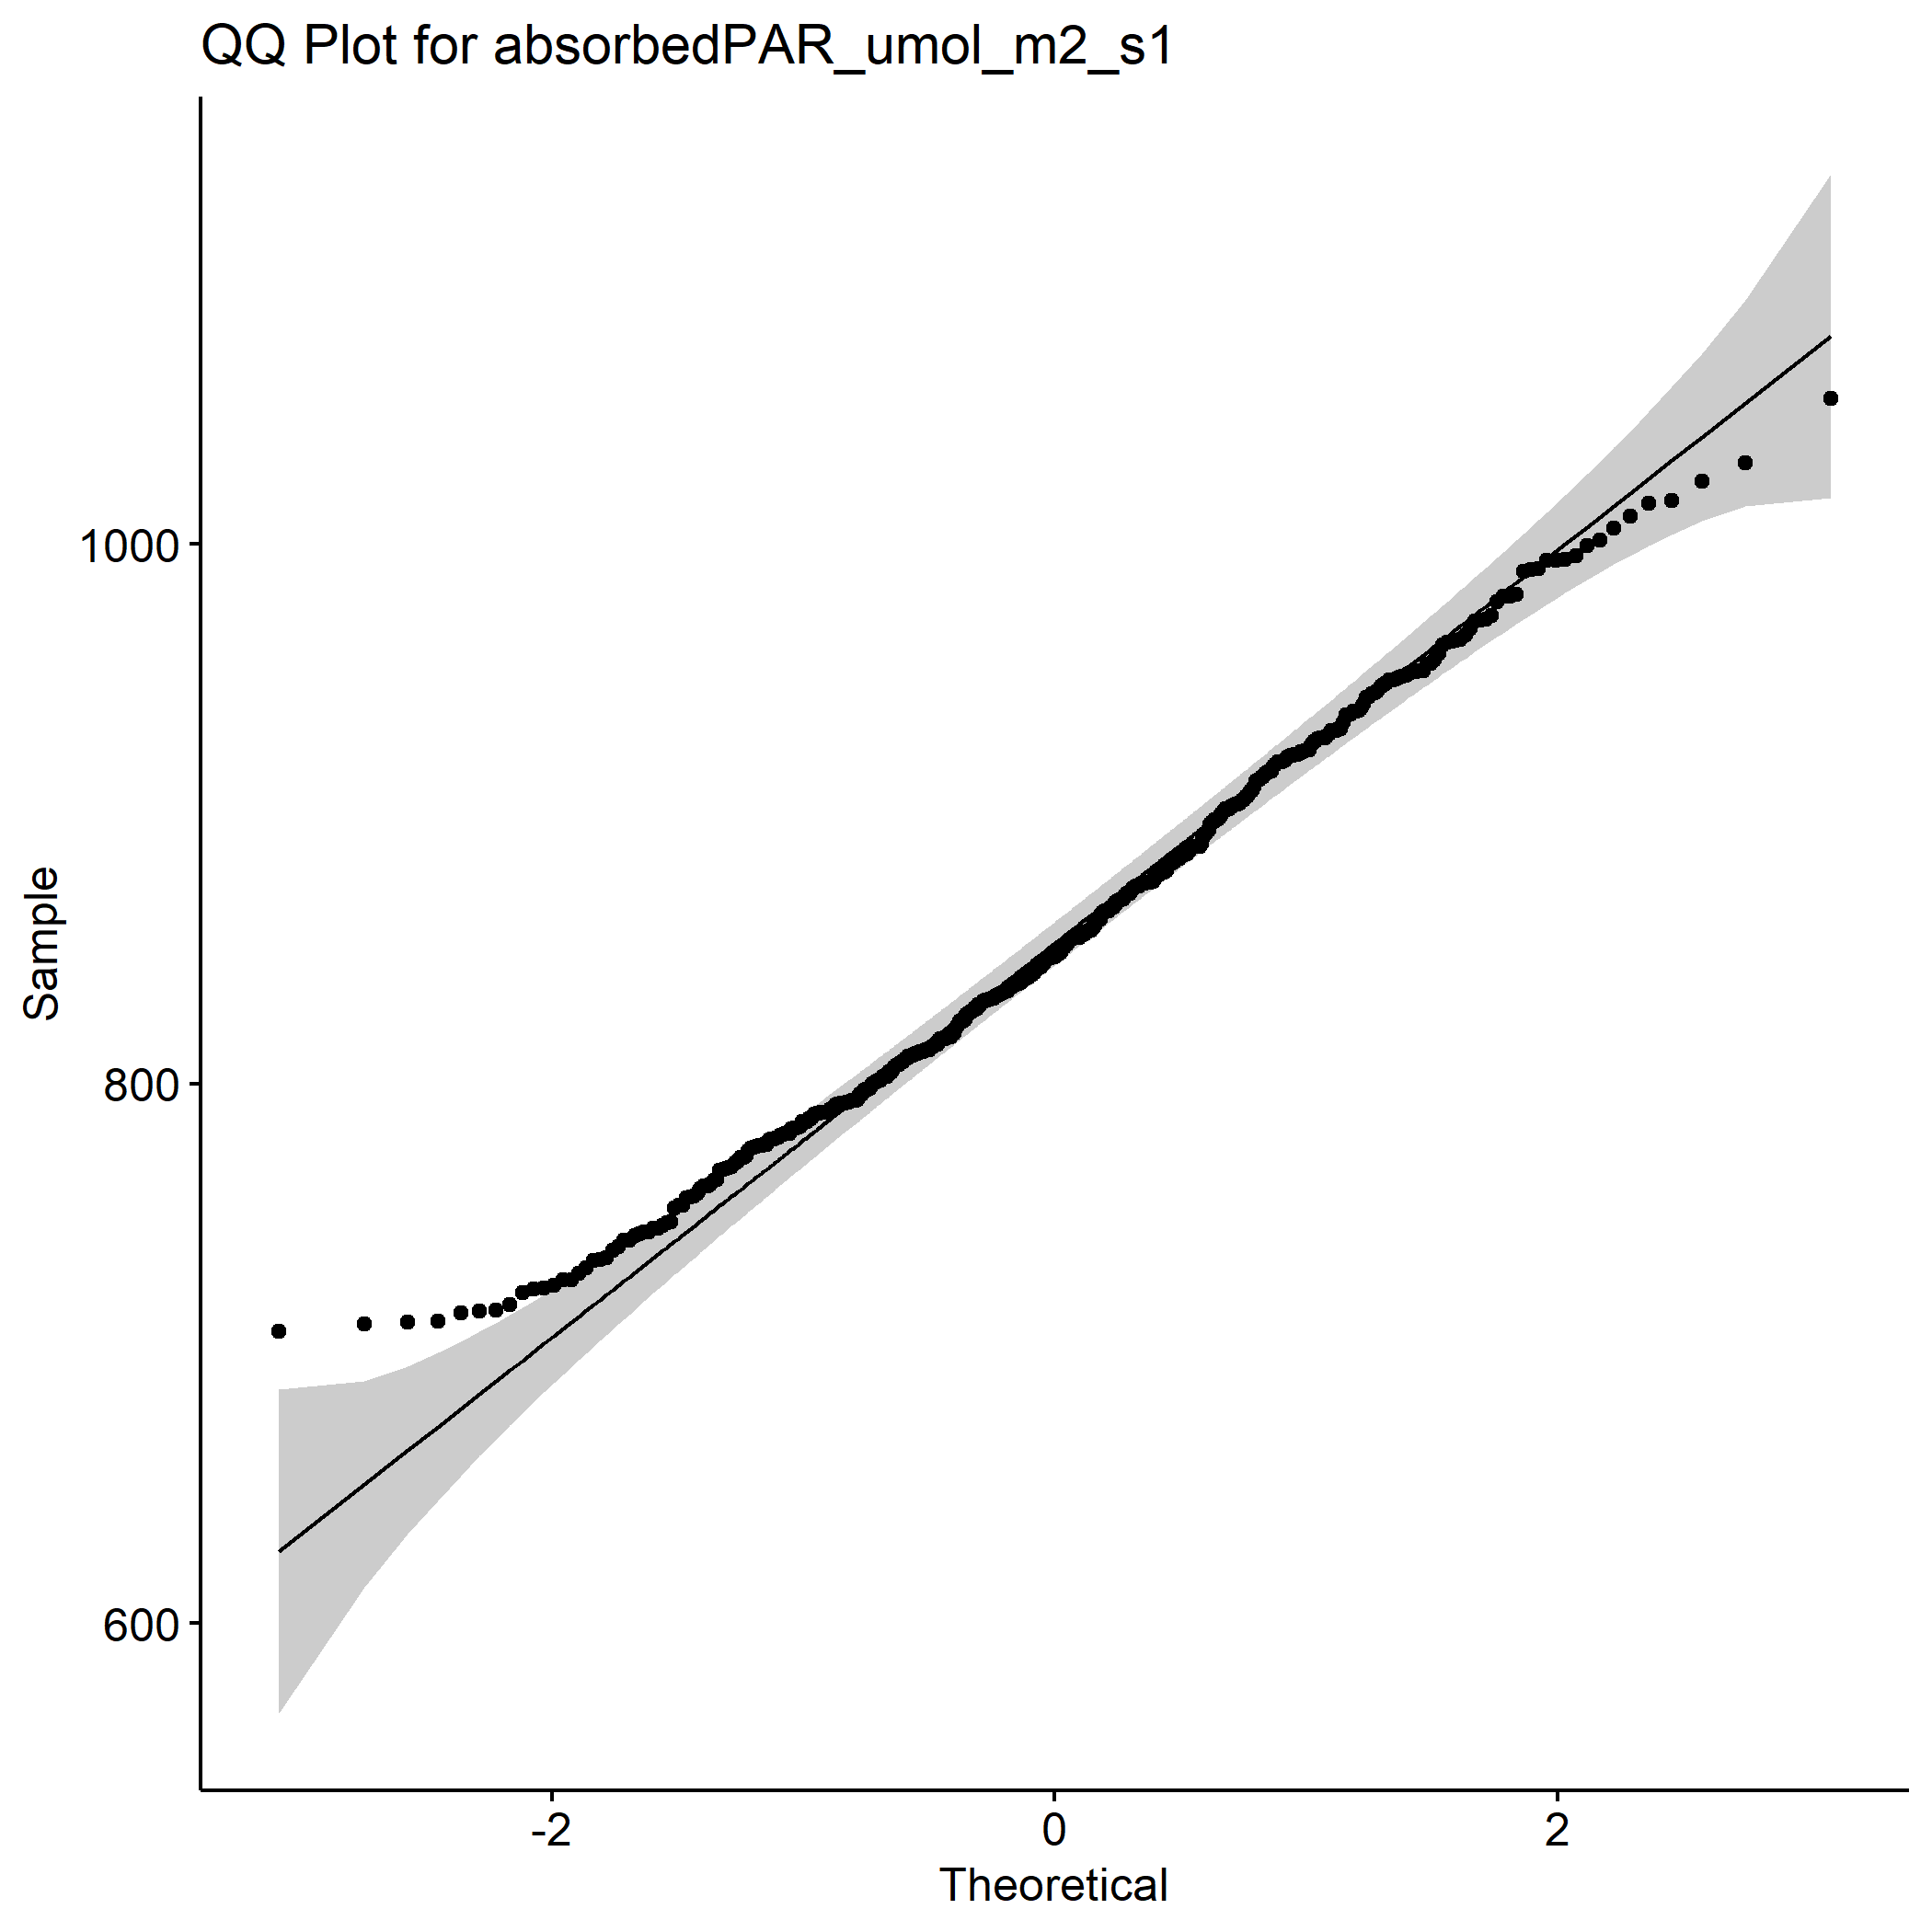 QQ Plot for absorbedPAR_umol_m2_s1
1000
800
600
Sample
-2
0
2
Theoretical